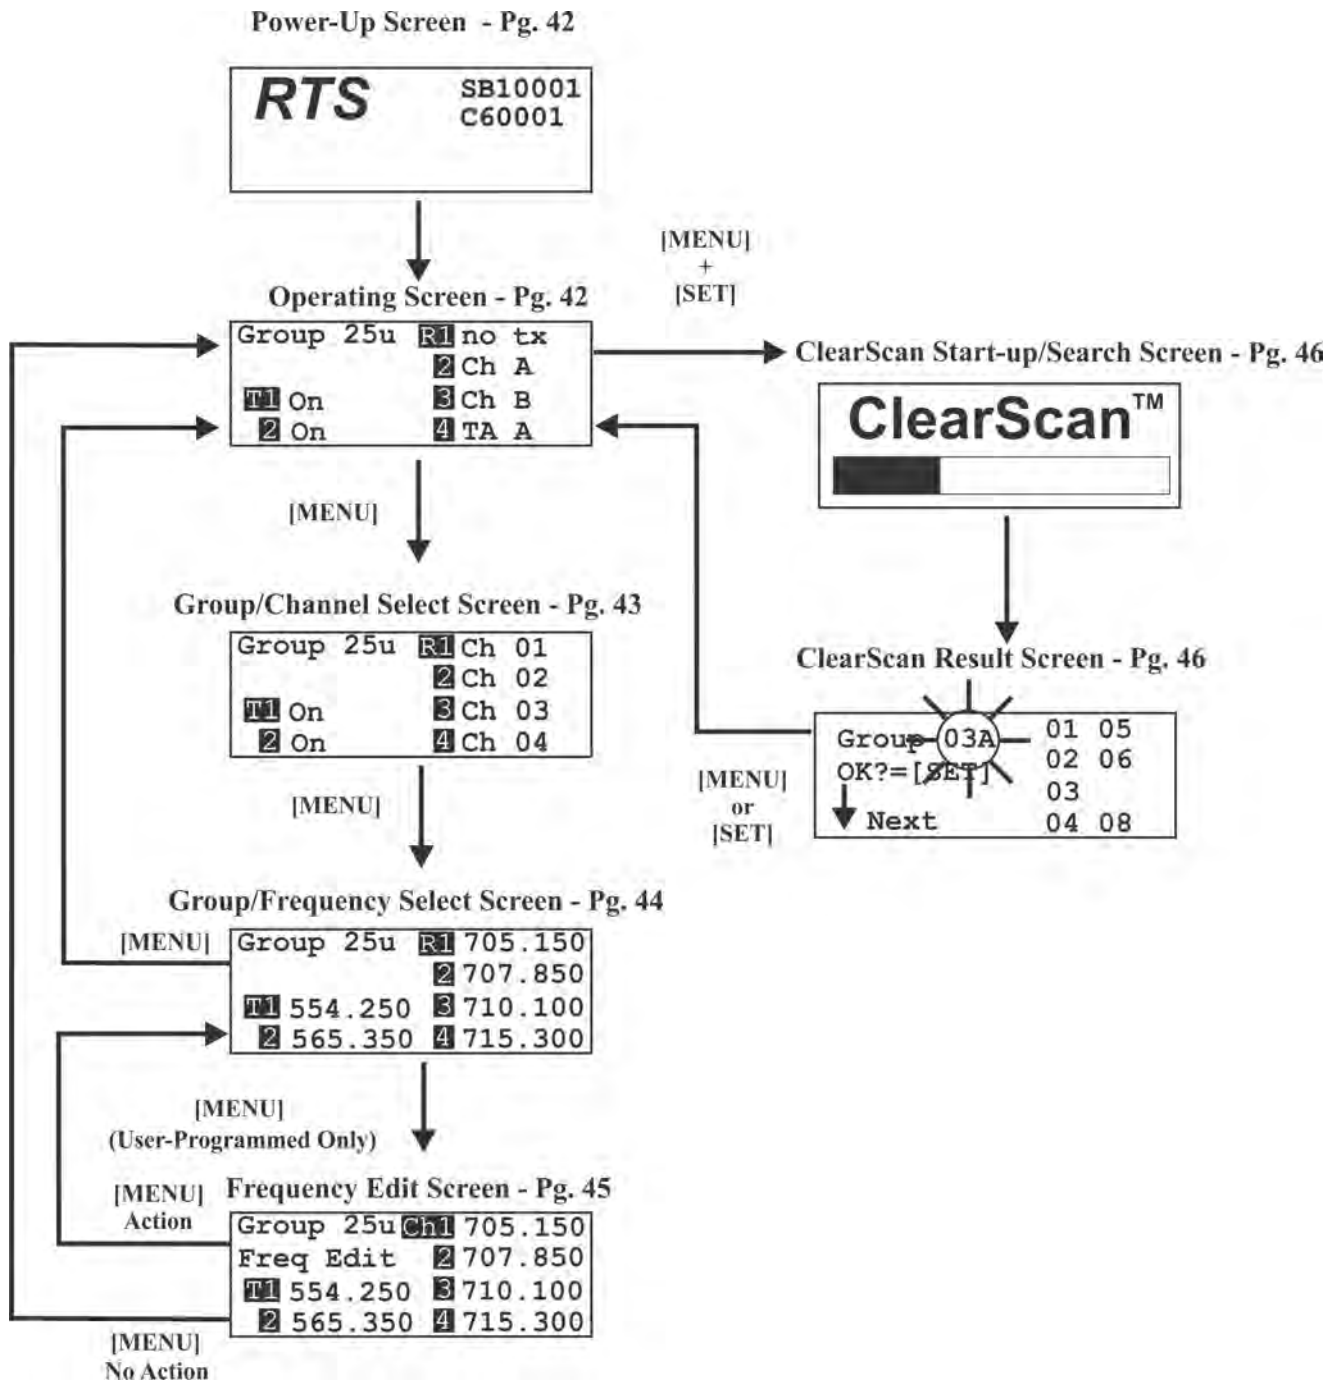 Power-Up Screen - Pg. 42
RTS
SB10001
C60001
[MENU]
+
[SET]
Operating Screen - Pg. 42
Group 25u R1 no tx
2 Ch A
T1 On 3 Ch B
2 On 4 TA A
ClearScan Start-up/Search Screen - Pg. 46
ClearScan™
[MENU]
Group/Channel Select Screen - Pg. 43
Group 25u R1 Ch 01
2 Ch 02
T1 On 3 Ch 03
2 On 4 Ch 04
ClearScan Result Screen - Pg. 46
Group 03A 01 05
OK?=[SET] 02 06
03
Next 04 08
[MENU]
or
[SET]
[MENU]
Group/Frequency Select Screen - Pg. 44
[MENU]
Group 25u R1 705.150
2 707.850
T1 554.250 3 710.100
2 565.350 4 715.300
[MENU]
(User-Programmed Only)
Frequency Edit Screen - Pg. 45
[MENU]
Action
Group 25u Ch1 705.150
Freq Edit 2 707.850
T1 554.250 3 710.100
2 565.350 4 715.300
[MENU]
No Action